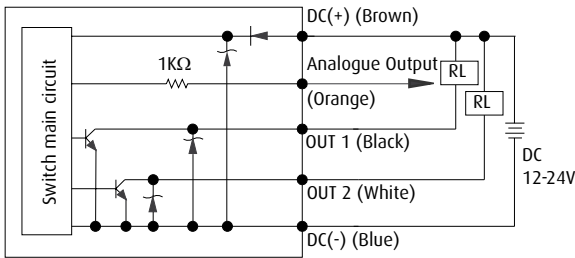 DC(+) (Brown)
1KΩ
Analogue Output
(Orange)
RL
RL
Switch main circuit
OUT 1 (Black)
DC
12-24V
OUT 2 (White)
DC(-) (Blue)